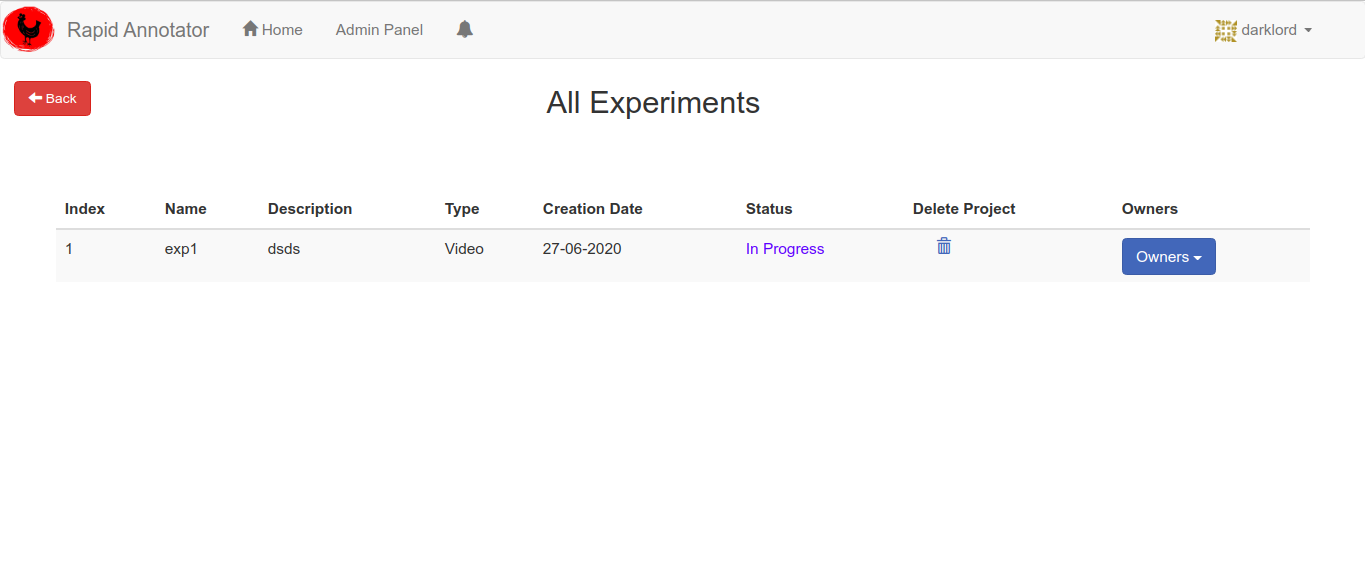 Rapid Annotator Home Admin Panel darklord
Back
All Experiments
Index Name Description Type Creation Date Status Delete Project Owners
1 exp1 dsds Video 27-06-2020 In Progress Owners